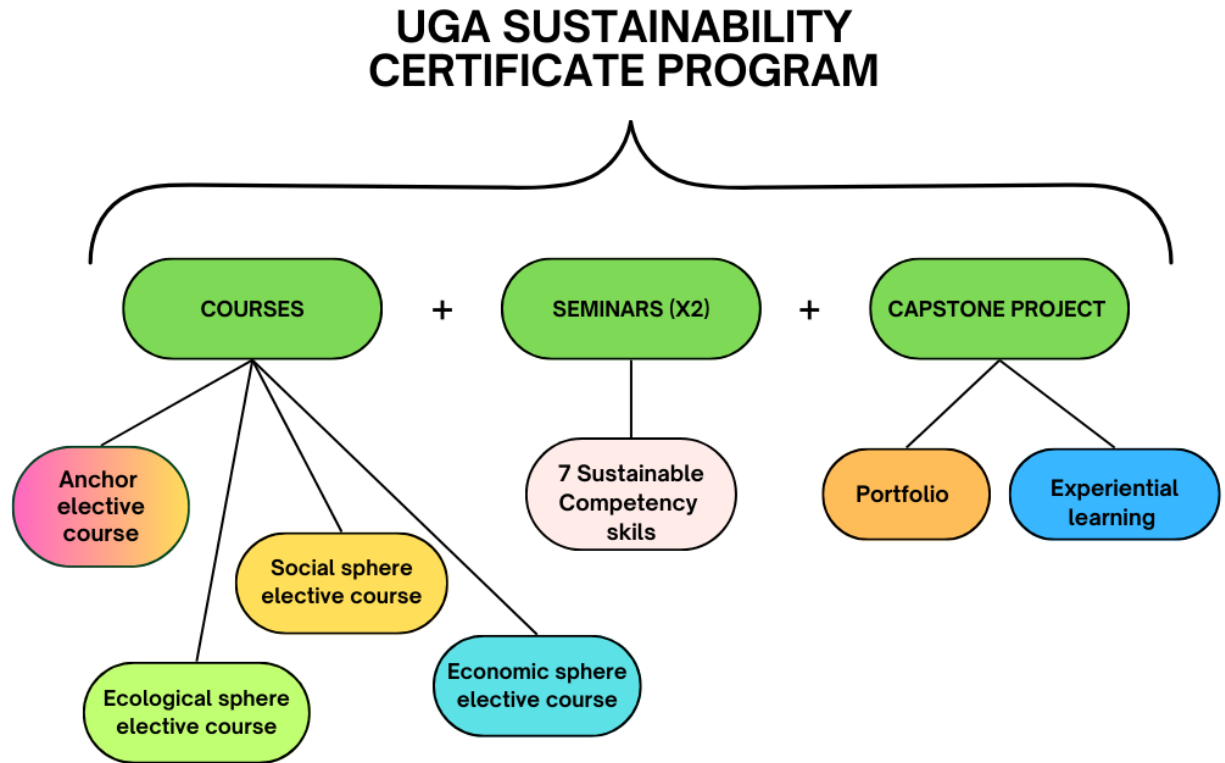 UGA SUSTAINABILITY
CERTIFICATE PROGRAM
COURSES
+
SEMINARS (X2)
+
CAPSTONE PROJECT
Anchor
elective
course
Ecological sphere
elective course
Social sphere
elective course
Economic sphere
elective course
7 Sustainable
Competency
skils
Portfolio
Experiential
learning